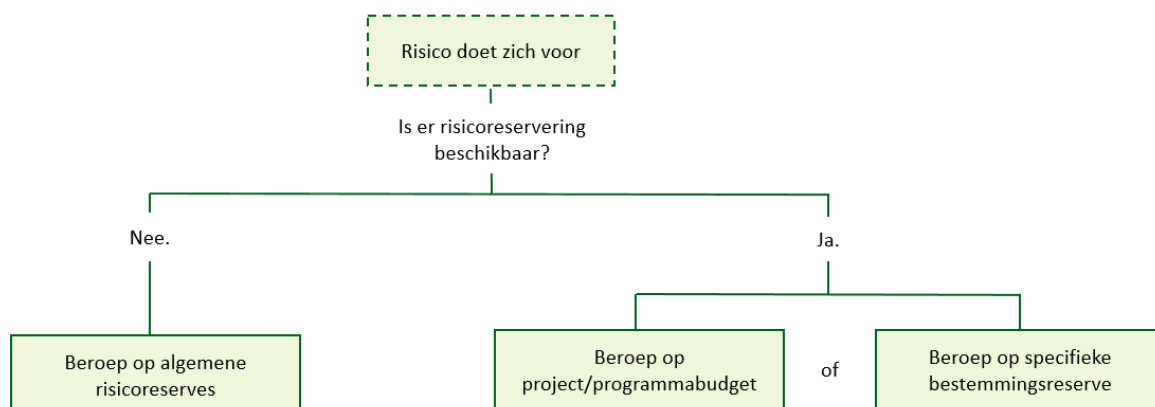 Risico doet zich voor
Is er risicoreservering
beschikbaar?
Nee.
Ja.
Beroep op algemene
risicoreserves
Beroep op
project/programmabudget
of
Beroep op specifieke
bestemmingsreserve